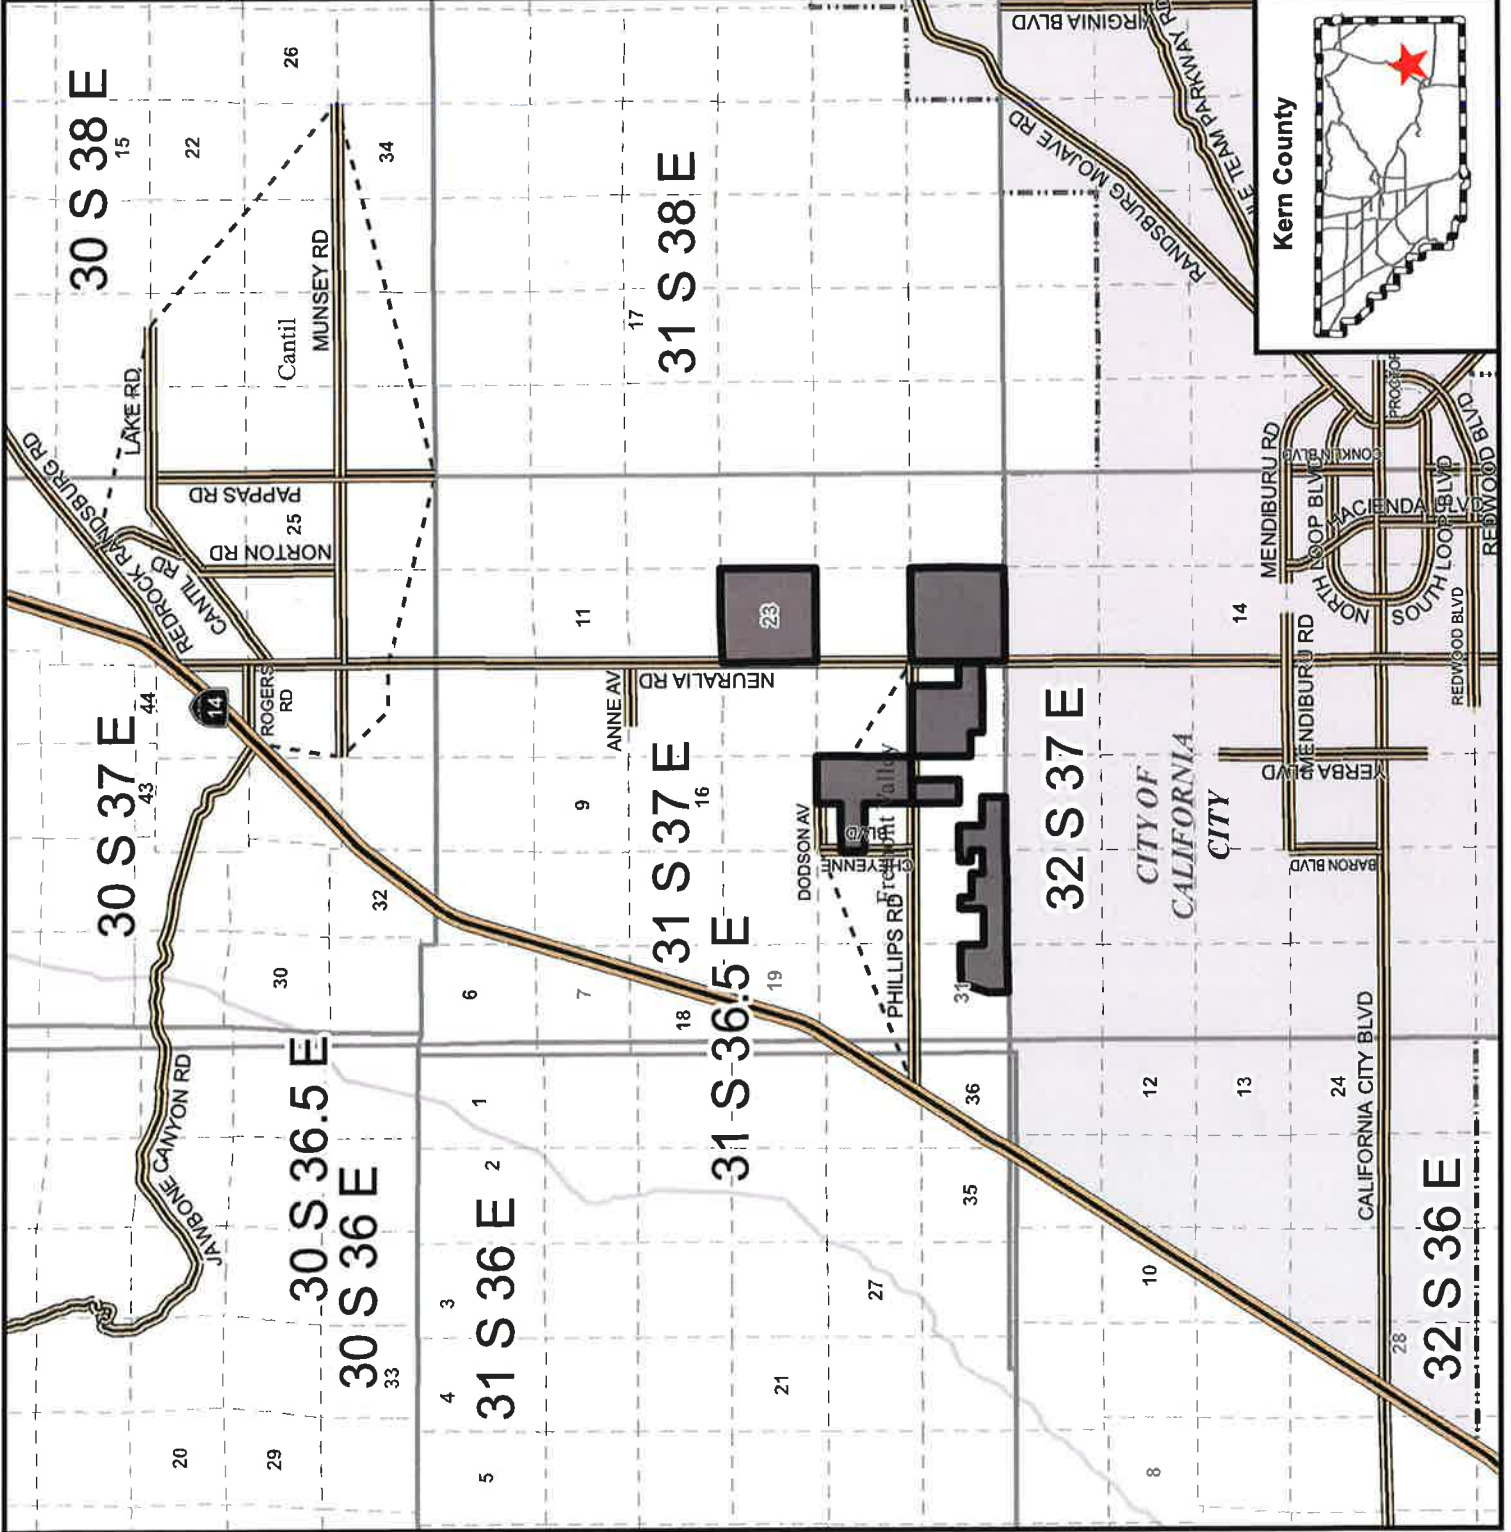 30 S 38 E
15
22
26
34
MUNSEY RD
Cantil
LAKE RD
REDROCK RANDSBURG RD
PAPPAS RD
25
NORTON RD
CANTIL RD
ROGERS
RD
14
44
43
30 S 37 E
32
30
JAWBONE CANYON RD
30 S 36.5 E
30 S 36 E
33
20
29
31 S 38 E
17
11
23
NEURALIA RD
ANNE AV
31 S 37 E
16
9
6
7
18
19
31 S 36.5 E
DODSON AV
CHEYENNE
BLVD
Fremont Valley
PHILLIPS RD
31
31 S 36 E
1
2
3
4
5
21
27
35
36
VIRGINIA BLVD
RANDSBURG MOJAVE RD
TEAM PARKWAY RD
32 S 37 E
CITY OF
CALIFORNIA
CITY
14
MENDIBURU RD
MENDIBURU RD
YERBA BLVD
BARON BLVD
NORTH LOOP BLVD
SOUTH LOOP BLVD
CONKLIN BLVD
HACIENDA BLVD
PROCTOR
REDWOOD BLVD
REDWOOD BLVD
CALIFORNIA CITY BLVD
12
13
24
10
8
28
32 S 36 E
Kern County